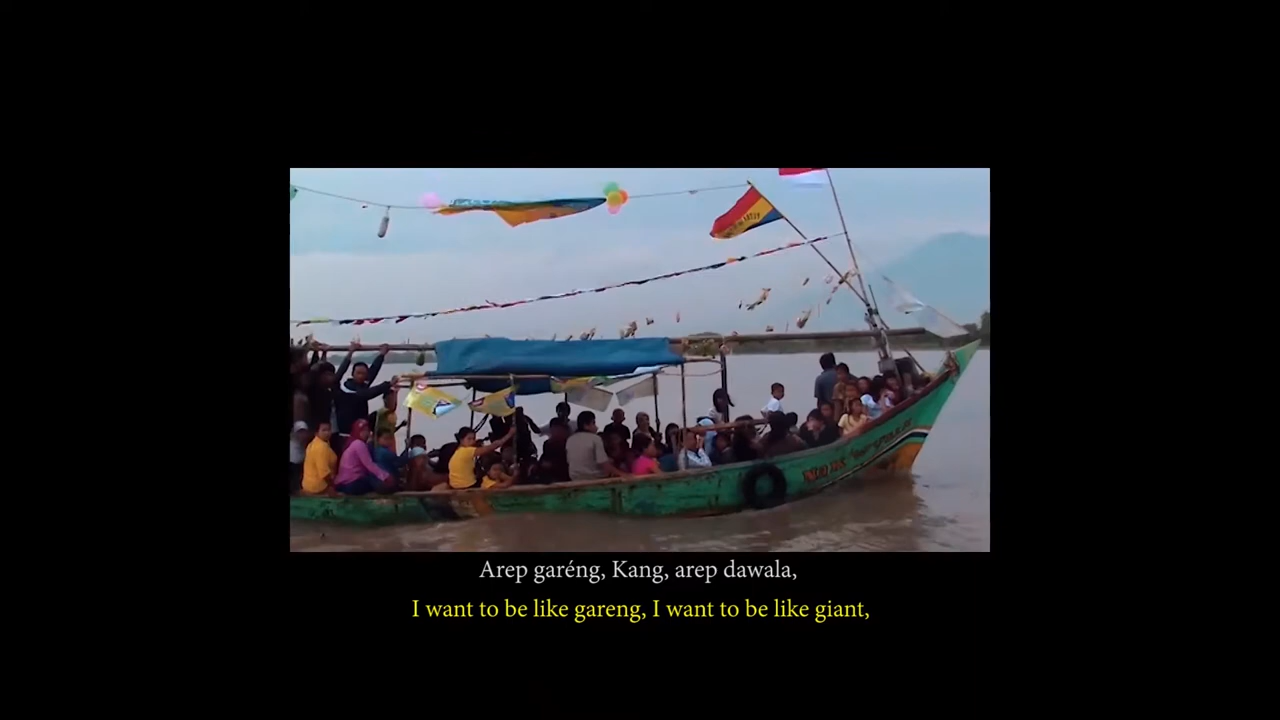 Arep garéng, Kang, arep dawala,
I want to be like gareng, I want to be like giant,